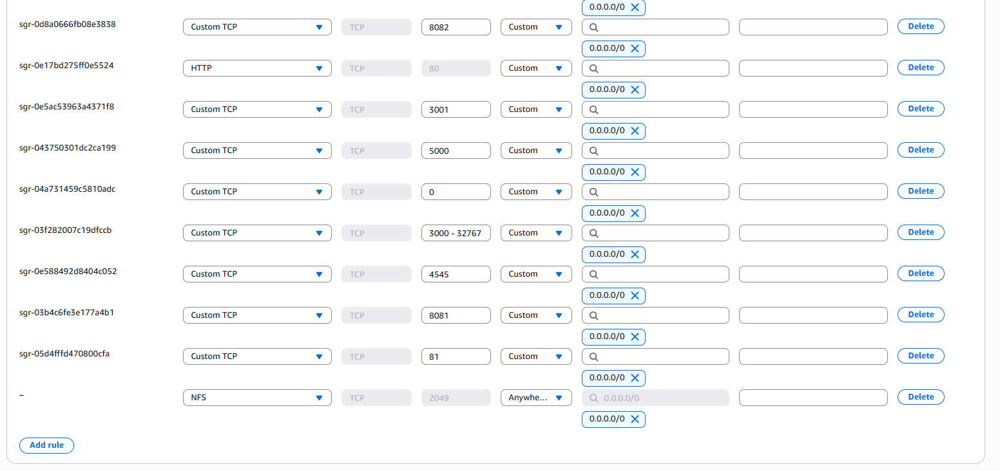 0.0.0.0/0
sgr-0d8a0666fb08e3838 Custom TCP TCP 8082 Custom Delete
0.0.0.0/0
sgr-0e17bd275ff0e5524 HTTP TCP 80 Custom Delete
0.0.0.0/0
sgr-0e5ac53963a4371f8 Custom TCP TCP 3001 Custom Delete
0.0.0.0/0
sgr-043750301dc2ca199 Custom TCP TCP 5000 Custom Delete
0.0.0.0/0
sgr-04a731459c5810adc Custom TCP TCP 0 Custom Delete
0.0.0.0/0
sgr-03f282007c19dfccb Custom TCP TCP 3000 - 32767 Custom Delete
0.0.0.0/0
sgr-0e588492d8404c052 Custom TCP TCP 4545 Custom Delete
0.0.0.0/0
sgr-03b4c6fe3e177a4b1 Custom TCP TCP 8081 Custom Delete
0.0.0.0/0
sgr-05d4fffd470800cfa Custom TCP TCP 81 Custom Delete
0.0.0.0/0
– NFS TCP 2049 Anywhe... 0.0.0.0/0 Delete
0.0.0.0/0
Add rule